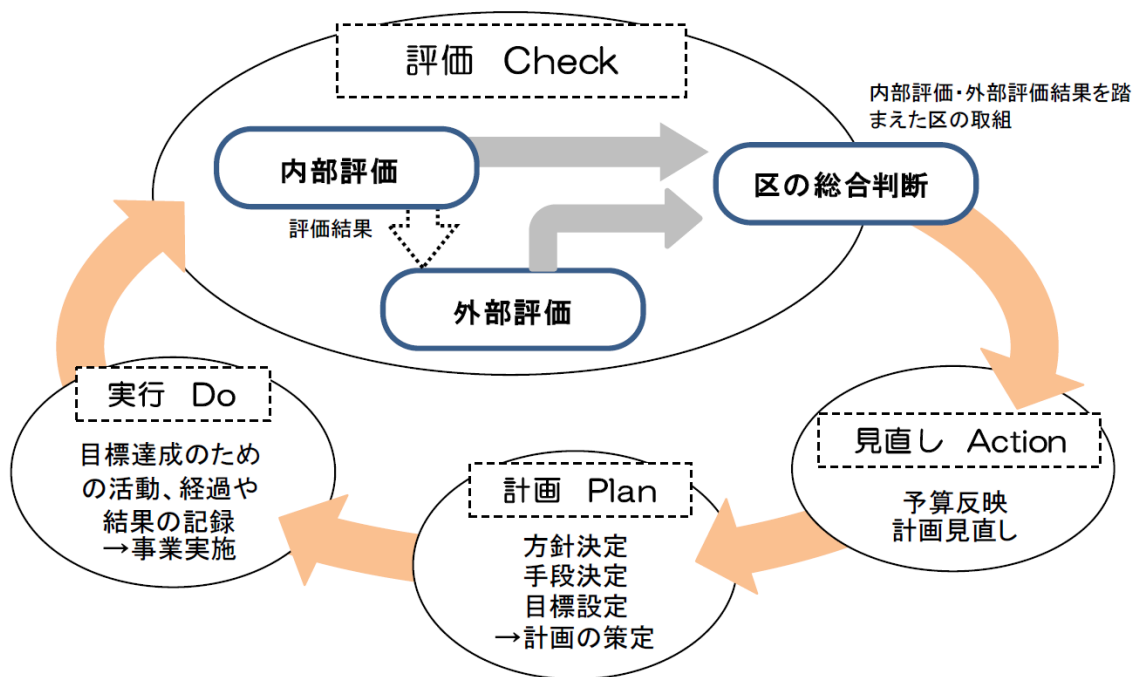 評価 Check
内部評価・外部評価結果を踏
まえた区の取組
内部評価
区の総合判断
評価結果
外部評価
実行 Do
目標達成のため
の活動、経過や
結果の記録
→事業実施
計画 Plan
方針決定
手段決定
目標設定
→計画の策定
見直し Action
予算反映
計画見直し